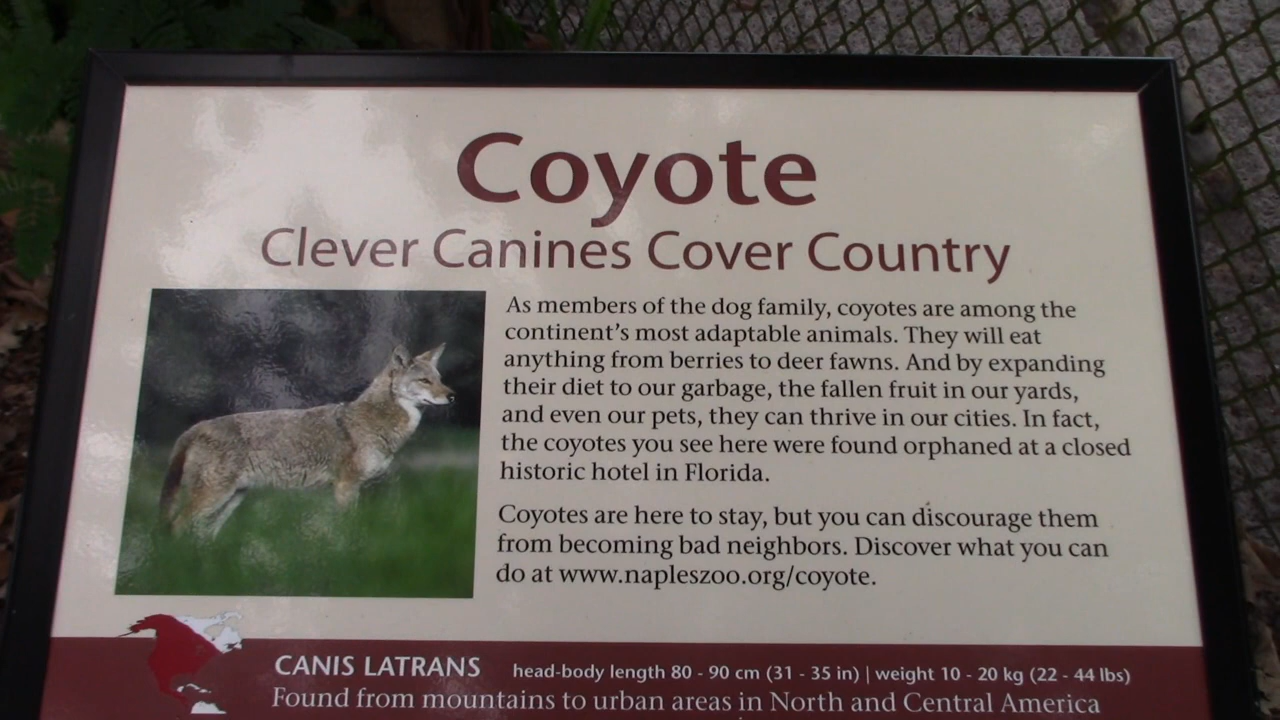 Coyote
Clever Canines Cover Country
As members of the dog family, coyotes are among the
continent's most adaptable animals. They will eat
anything from berries to deer fawns. And by expanding
their diet to our garbage, the fallen fruit in our yards,
and even our pets, they can thrive in our cities. In fact,
the coyotes you see here were found orphaned at a closed
historic hotel in Florida.
Coyotes are here to stay, but you can discourage them
from becoming bad neighbors. Discover what you can
do at www.napleszoo.org/coyote.
CANIS LATRANS head-body length 80 - 90 cm (31 - 35 in) | weight 10 - 20 kg (22 - 44 lbs)
Found from mountains to urban areas in North and Central America